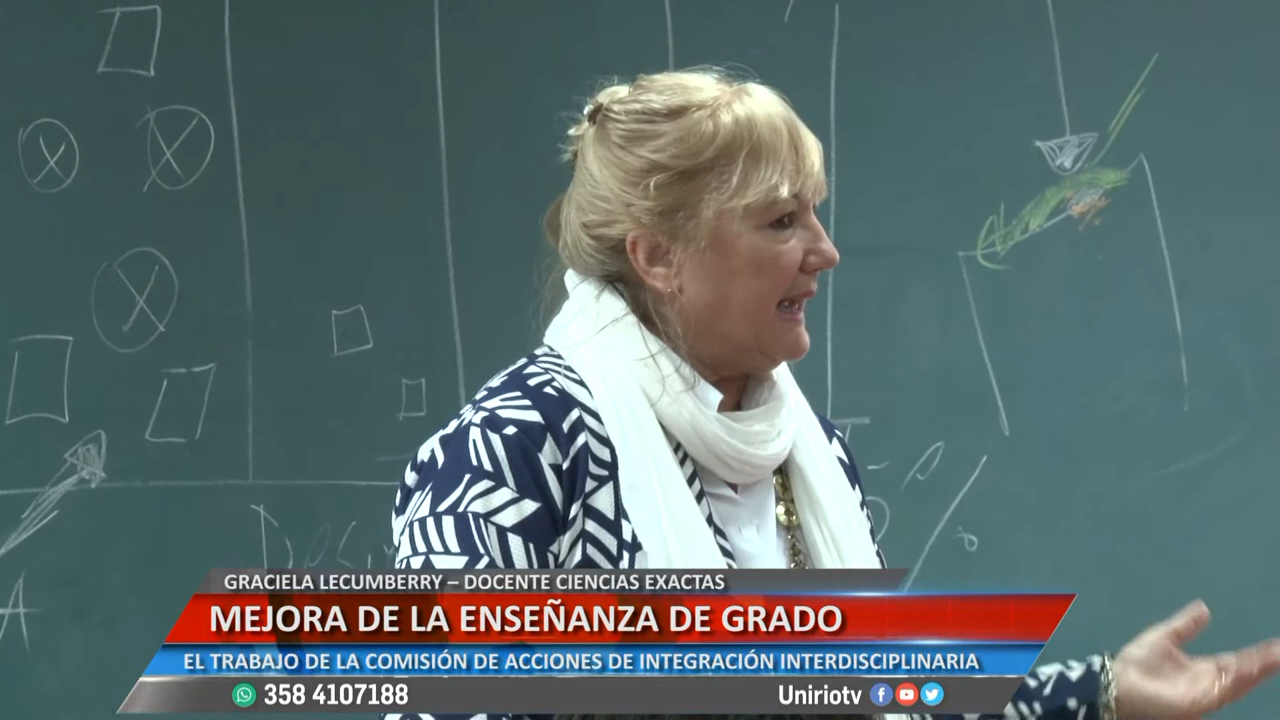 GRACIELA LECUMBERRY – DOCENTE CIENCIAS EXACTAS
MEJORA DE LA ENSEÑANZA DE GRADO
EL TRABAJO DE LA COMISIÓN DE ACCIONES DE INTEGRACIÓN INTERDISCIPLINARIA
358 4107188
Uniriotv